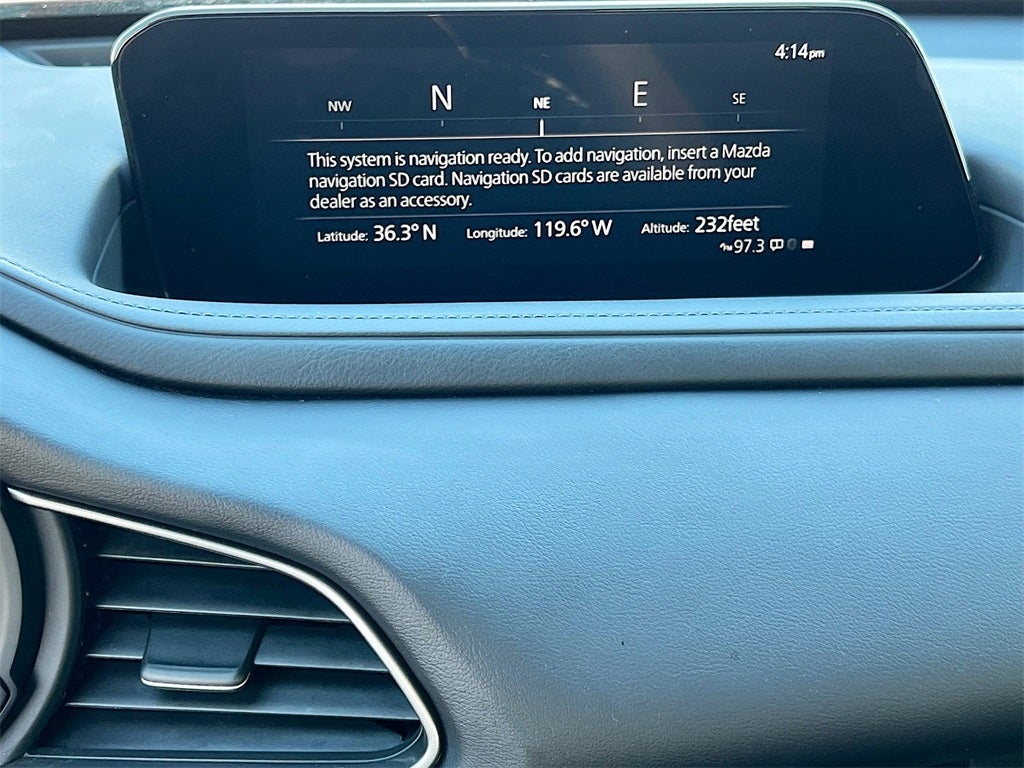 4:14pm
NW N NE E SE
This system is navigation ready. To add navigation, insert a Mazda
navigation SD card. Navigation SD cards are available from your
dealer as an accessory.
Latitude: 36.3° N Longitude: 119.6° W Altitude: 232feet
97.3